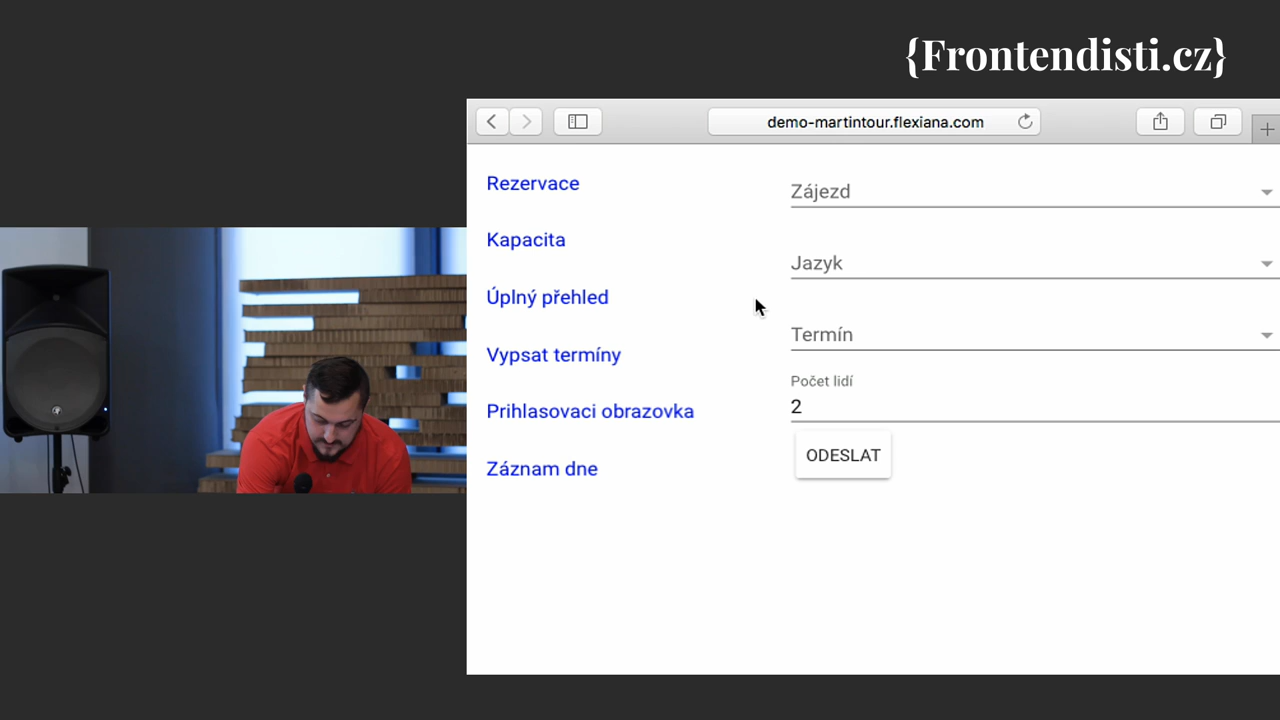 {Frontendisti.cz}
demo-martintour.flexiana.com
Rezervace
Kapacita
Úplný přehled
Vypsat termíny
Prihlasovaci obrazovka
Záznam dne
Zájezd
Jazyk
Termín
Počet lidí
2
ODESLAT